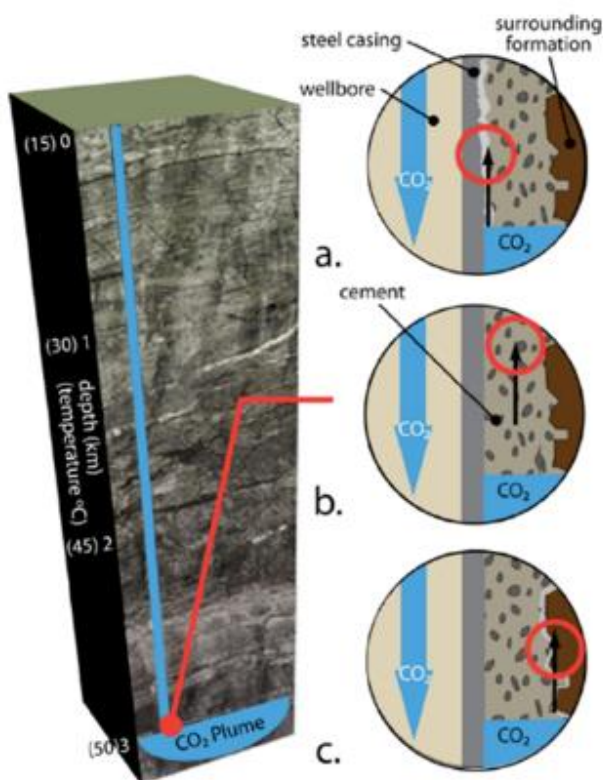 steel casing
surrounding
formation
wellbore
CO₂
CO₂
a.
cement
CO₂
CO₂
b.
CO₂
CO₂
c.
(15) 0
(30) 1
depth (km)
(temperature °C)
(45) 2
(50) 3
CO₂ Plume